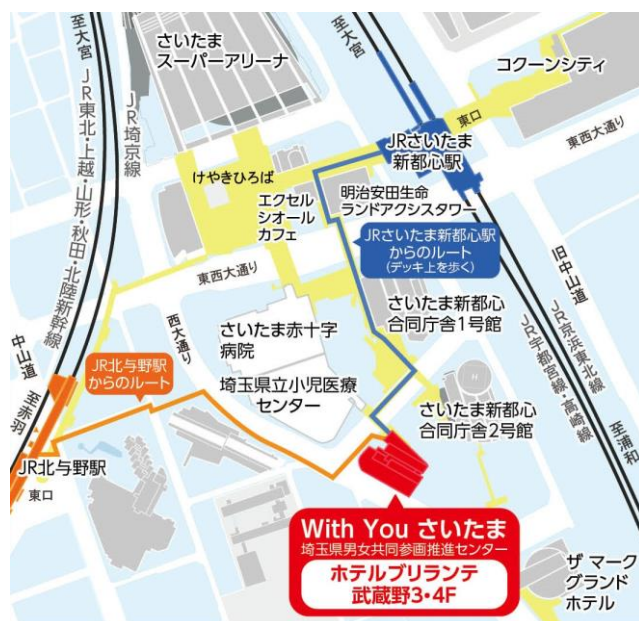 至大宮
さいたま
スーパーアリーナ
至大宮
コクーンシティ
JR東北・上越・山形・秋田・北陸新幹線
JR埼京線
東口
JRさいたま
新都心駅
東西大通り
けやきひろば
エクセル
シオール
カフェ
明治安田生命
ランドアクシスタワー
JRさいたま新都心駅
からのルート
(デッキ上を歩く)
東西大通り
西大通り
さいたま新都心
合同庁舎1号館
旧中山道
JR京浜東北線
JR宇都宮線・高崎線
さいたま赤十字
病院
中山道
至赤羽
JR北与野駅
からのルート
埼玉県立小児医療
センター
さいたま新都心
合同庁舎2号館
至浦和
H
JR北与野駅
東口
With You さいたま
埼玉県男女共同参画推進センター
ホテルブリランテ
武蔵野3・4F
ザ マーク
グランド
ホテル